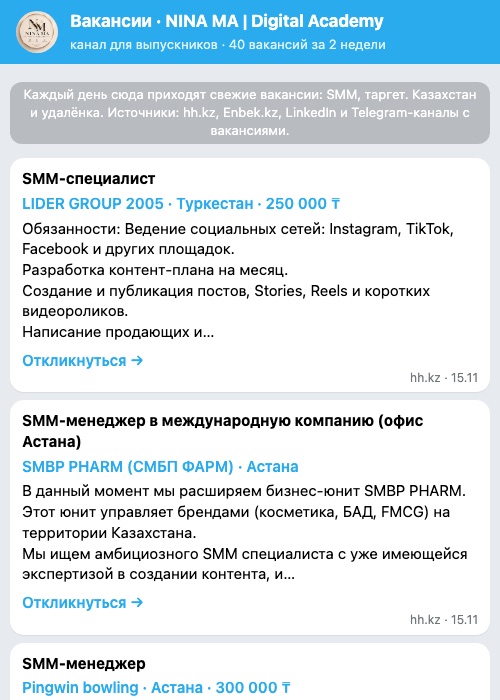 Вакансии · NINA MA | Digital Academy
канал для выпускников · 40 вакансий за 2 недели
NM
NINA MA
Каждый день сюда приходят свежие вакансии: SMM, таргет. Казахстан
и удалёнка. Источники: hh.kz, Enbek.kz, LinkedIn и Telegram-каналы с
вакансиями.
SMM-специалист
LIDER GROUP 2005 · Туркестан · 250 000 ₸
Обязанности: Ведение социальных сетей: Instagram, TikTok,
Facebook и других площадок.
Разработка контент-плана на месяц.
Создание и публикация постов, Stories, Reels и коротких
видеороликов.
Написание продающих и...
Откликнуться →
hh.kz · 15.11
SMM-менеджер в международную компанию (офис
Астана)
SMBP PHARM (СМБП ФАРМ) · Астана
В данный момент мы расширяем бизнес-юнит SMBP PHARM.
Этот юнит управляет брендами (косметика, БАД, FMCG) на
территории Казахстана.
Мы ищем амбициозного SMM специалиста с уже имеющейся
экспертизой в создании контента, и...
Откликнуться →
hh.kz · 15.11
SMM-менеджер
Pingwin bowling · Астана · 300 000 ₸